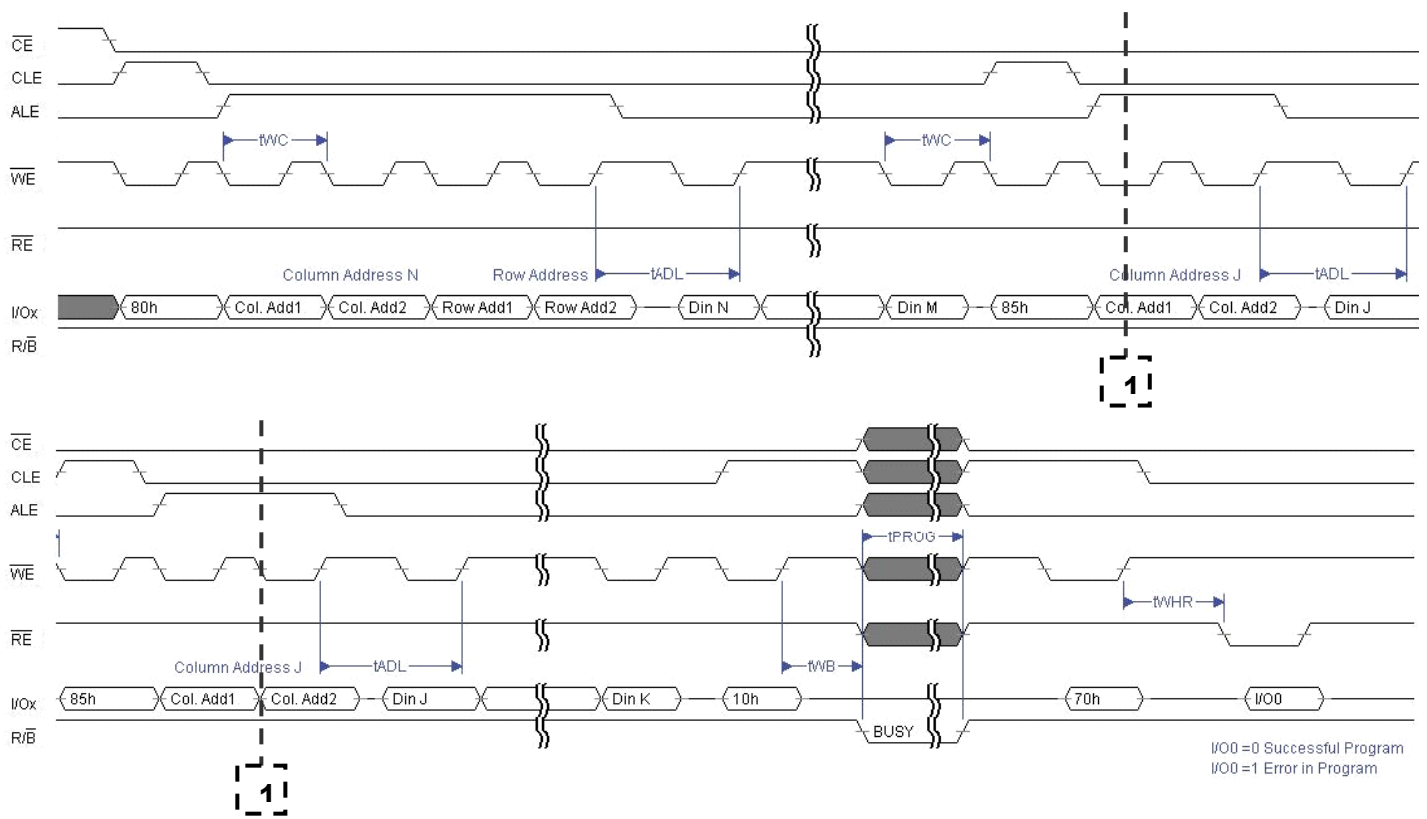 CE
CLE
ALE
tWC tWC
WE
RE
Column Address N Row Address tADL Column Address J tADL
I/Ox 80h Col. Add1 Col. Add2 Row Add1 Row Add2 Din N Din M 85h Col. Add1 Col. Add2 Din J
R/B
1
CE
CLE
ALE
tPROG
WE
tWHR
RE
Column Address J tADL tWB
I/Ox 85h Col. Add1 Col. Add2 Din J Din K 10h 70h I/O0
R/B BUSY
I/O0 =0 Successful Program
I/O0 =1 Error in Program
1